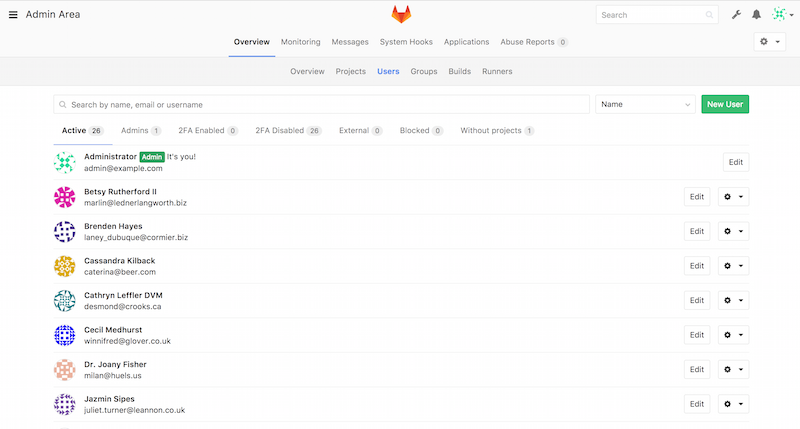 Admin Area
Search
Overview Monitoring Messages System Hooks Applications Abuse Reports 0
Overview Projects Users Groups Builds Runners
Search by name, email or username
Name
New User
Active 26 Admins 1 2FA Enabled 0 2FA Disabled 26 External 0 Blocked 0 Without projects 1
Administrator Admin It's you!
admin@example.com
Edit
Betsy Rutherford II
marlin@lednerlangworth.biz
Edit
Brenden Hayes
laney_dubuque@cormier.biz
Edit
Cassandra Kilback
caterina@beer.com
Edit
Cathryn Leffler DVM
desmond@crooks.ca
Edit
Cecil Medhurst
winnifred@glover.co.uk
Edit
Dr. Joany Fisher
milan@huels.us
Edit
Jazmin Sipes
juliet.turner@leannon.co.uk
Edit